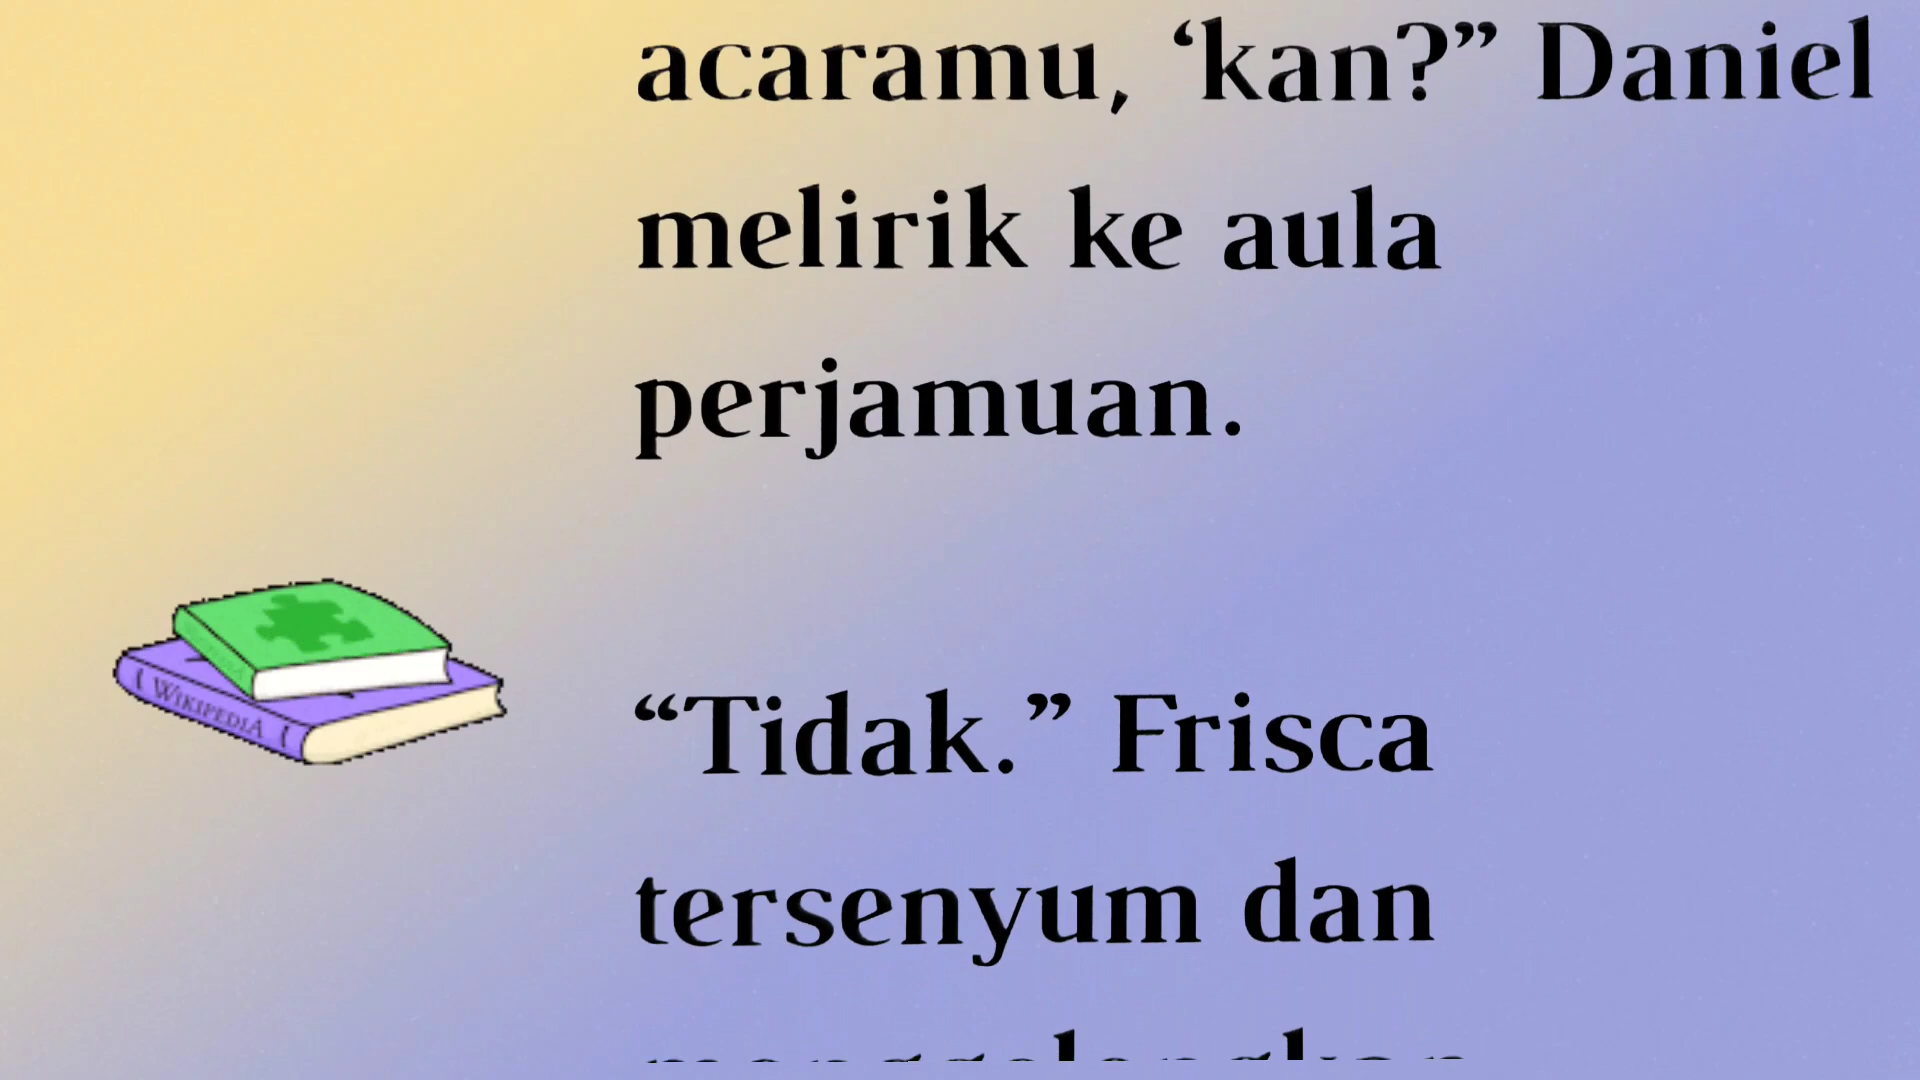 acaramu, ‘kan?” Daniel
melirik ke aula
perjamuan.
WIKIPEDIA
“Tidak.” Frisca
tersenyum dan